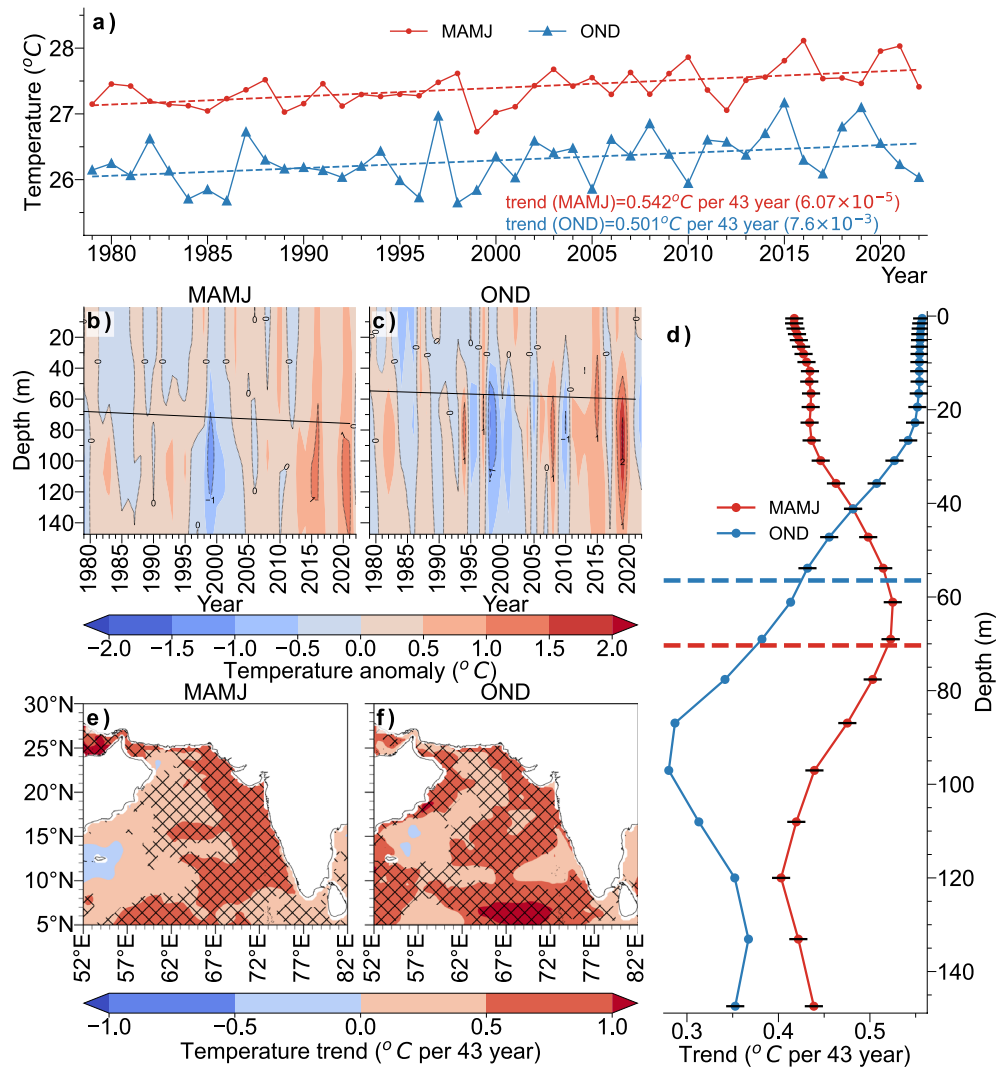 a)
MAMJ
OND
Temperature (°C)
28
27
26
trend (MAMJ)=0.542°C per 43 year (6.07×10⁻⁵)
trend (OND)=0.501°C per 43 year (7.6×10⁻³)
1980
1985
1990
1995
2000
2005
2010
2015
2020
Year
MAMJ
b)
Depth (m)
20
40
60
80
100
120
140
1980
1985
1990
1995
2000
2005
2010
2015
2020
Year
OND
c)
1980
1985
1990
1995
2000
2005
2010
2015
2020
Year
−2.0
−1.5
−1.0
−0.5
0.0
0.5
1.0
1.5
2.0
Temperature anomaly (°C)
d)
MAMJ
OND
0
20
40
60
80
100
120
140
Depth (m)
0.3
0.4
0.5
Trend (°C per 43 year)
MAMJ
e)
30°N
25°N
20°N
15°N
10°N
5°N
52°E
57°E
62°E
67°E
72°E
77°E
82°E
OND
f)
52°E
57°E
62°E
67°E
72°E
77°E
82°E
−1.0
−0.5
0.0
0.5
1.0
Temperature trend (°C per 43 year)